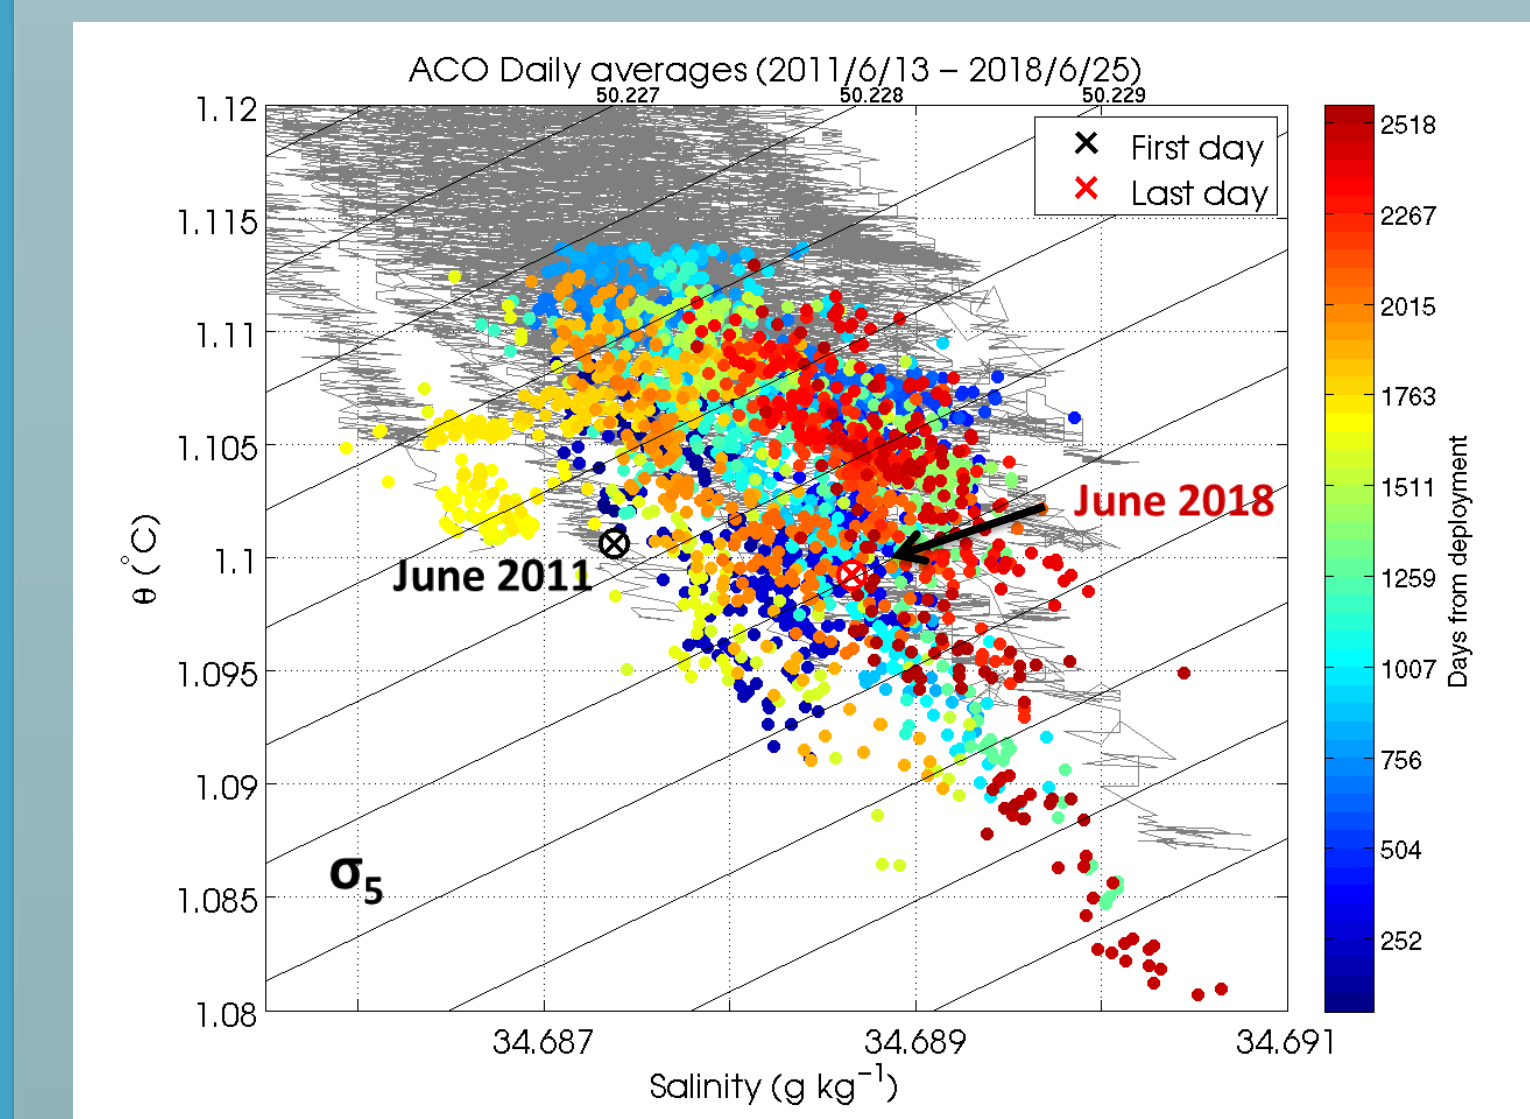 ACO Daily averages (2011/6/13 – 2018/6/25)
50.227 50.228 50.229
First day
Last day
1.12
1.115
1.11
1.105
1.1
1.095
1.09
1.085
1.08
θ (°C)
June 2018
June 2011
σ5
34.687 34.689 34.691
Salinity (g kg−1)
2518
2267
2015
1763
1511
1259
1007
756
504
252
Days from deployment